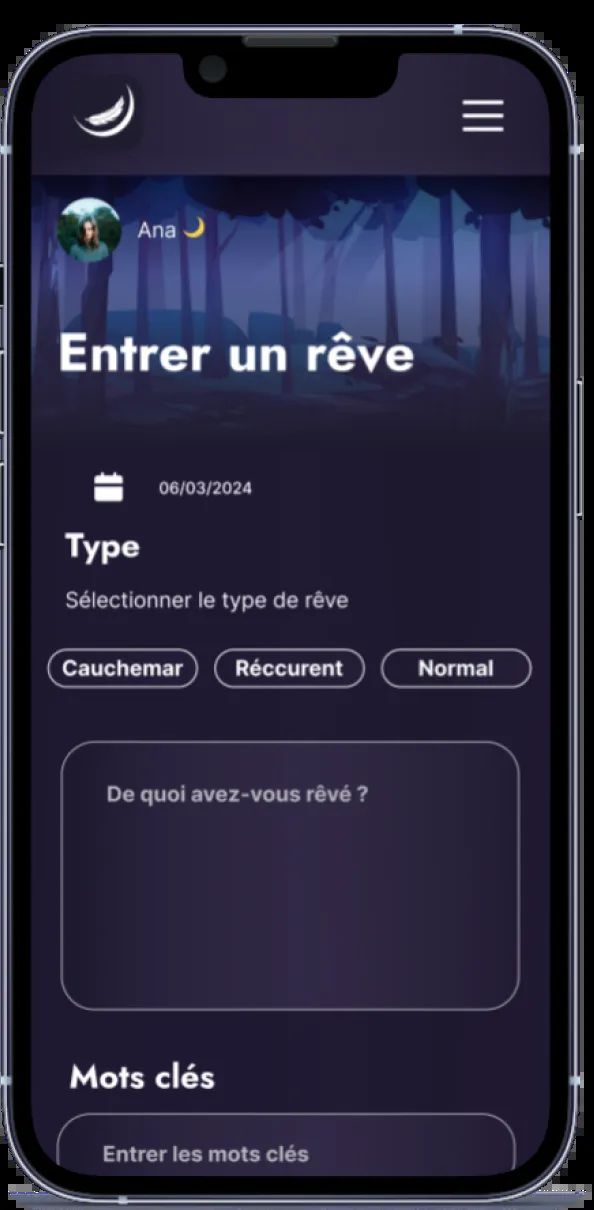 Ana 🌙
Entrer un rêve
06/03/2024
Type
Sélectionner le type de rêve
Cauchemar
Réccurent
Normal
De quoi avez-vous rêvé ?
Mots clés
Entrer les mots clés